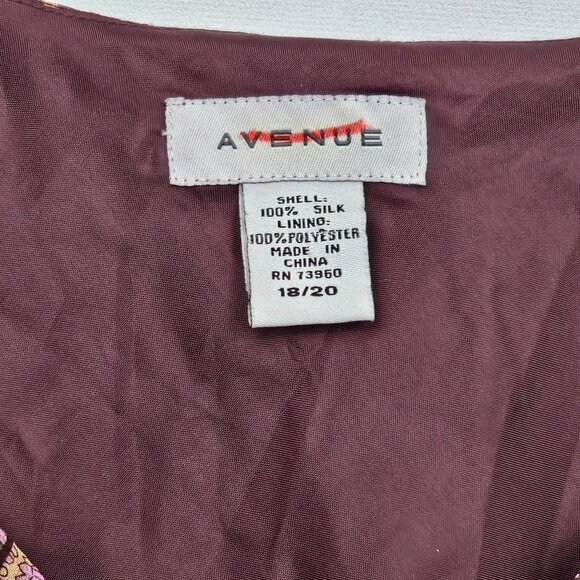 AVENUE
SHELL:
100% SILK
LINING:
100%POLYESTER
MADE IN
CHINA
RN 73960
18/20